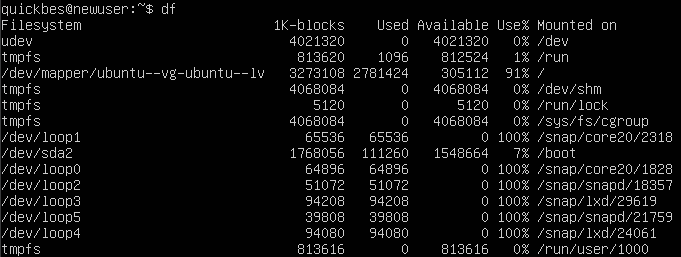 quickbes@newuser:~$ df
Filesystem 1K-blocks Used Available Use% Mounted on
udev 4021320 0 4021320 0% /dev
tmpfs 813620 1096 812524 1% /run
/dev/mapper/ubuntu--vg-ubuntu--lv 3273108 2781424 305112 91% /
tmpfs 4068084 0 4068084 0% /dev/shm
tmpfs 5120 0 5120 0% /run/lock
tmpfs 4068084 0 4068084 0% /sys/fs/cgroup
/dev/loop1 65536 65536 0 100% /snap/core20/2318
/dev/sda2 1768056 111260 1548664 7% /boot
/dev/loop0 64896 64896 0 100% /snap/core20/1828
/dev/loop2 51072 51072 0 100% /snap/snapd/18357
/dev/loop3 94208 94208 0 100% /snap/lxd/29619
/dev/loop5 39808 39808 0 100% /snap/snapd/21759
/dev/loop4 94080 94080 0 100% /snap/lxd/24061
tmpfs 813616 0 813616 0% /run/user/1000